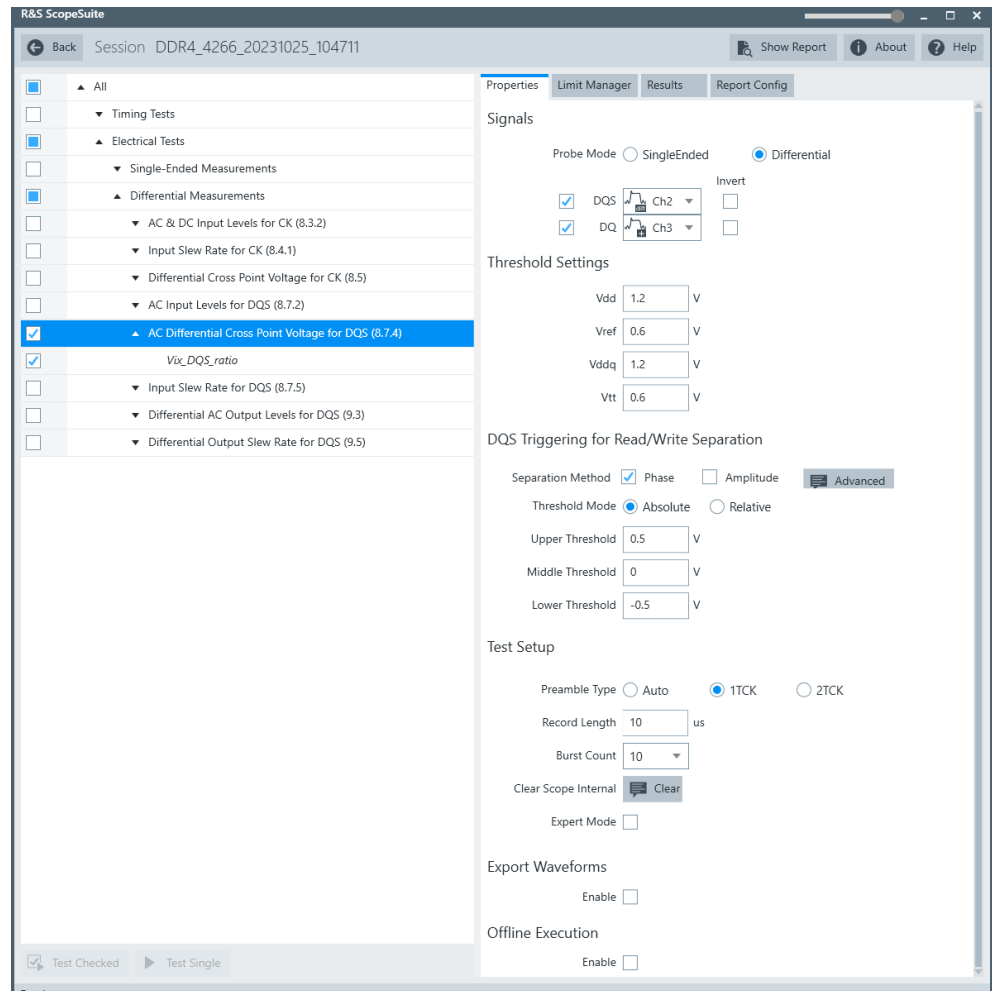 R&S ScopeSuite
Back Session DDR4_4266_20231025_104711 Show Report About Help
All
Timing Tests
Electrical Tests
Single-Ended Measurements
Differential Measurements
AC & DC Input Levels for CK (8.3.2)
Input Slew Rate for CK (8.4.1)
Differential Cross Point Voltage for CK (8.5)
AC Input Levels for DQS (8.7.2)
AC Differential Cross Point Voltage for DQS (8.7.4)
Vix_DQS_ratio
Input Slew Rate for DQS (8.7.5)
Differential AC Output Levels for DQS (9.3)
Differential Output Slew Rate for DQS (9.5)
Test Checked Test Single
Properties Limit Manager Results Report Config
Signals
Probe Mode SingleEnded Differential
Invert
DQS Ch2
DQ Ch3
Threshold Settings
Vdd 1.2 V
Vref 0.6 V
Vddq 1.2 V
Vtt 0.6 V
DQS Triggering for Read/Write Separation
Separation Method Phase Amplitude Advanced
Threshold Mode Absolute Relative
Upper Threshold 0.5 V
Middle Threshold 0 V
Lower Threshold -0.5 V
Test Setup
Preamble Type Auto 1TCK 2TCK
Record Length 10 us
Burst Count 10
Clear Scope Internal Clear
Expert Mode
Export Waveforms
Enable
Offline Execution
Enable